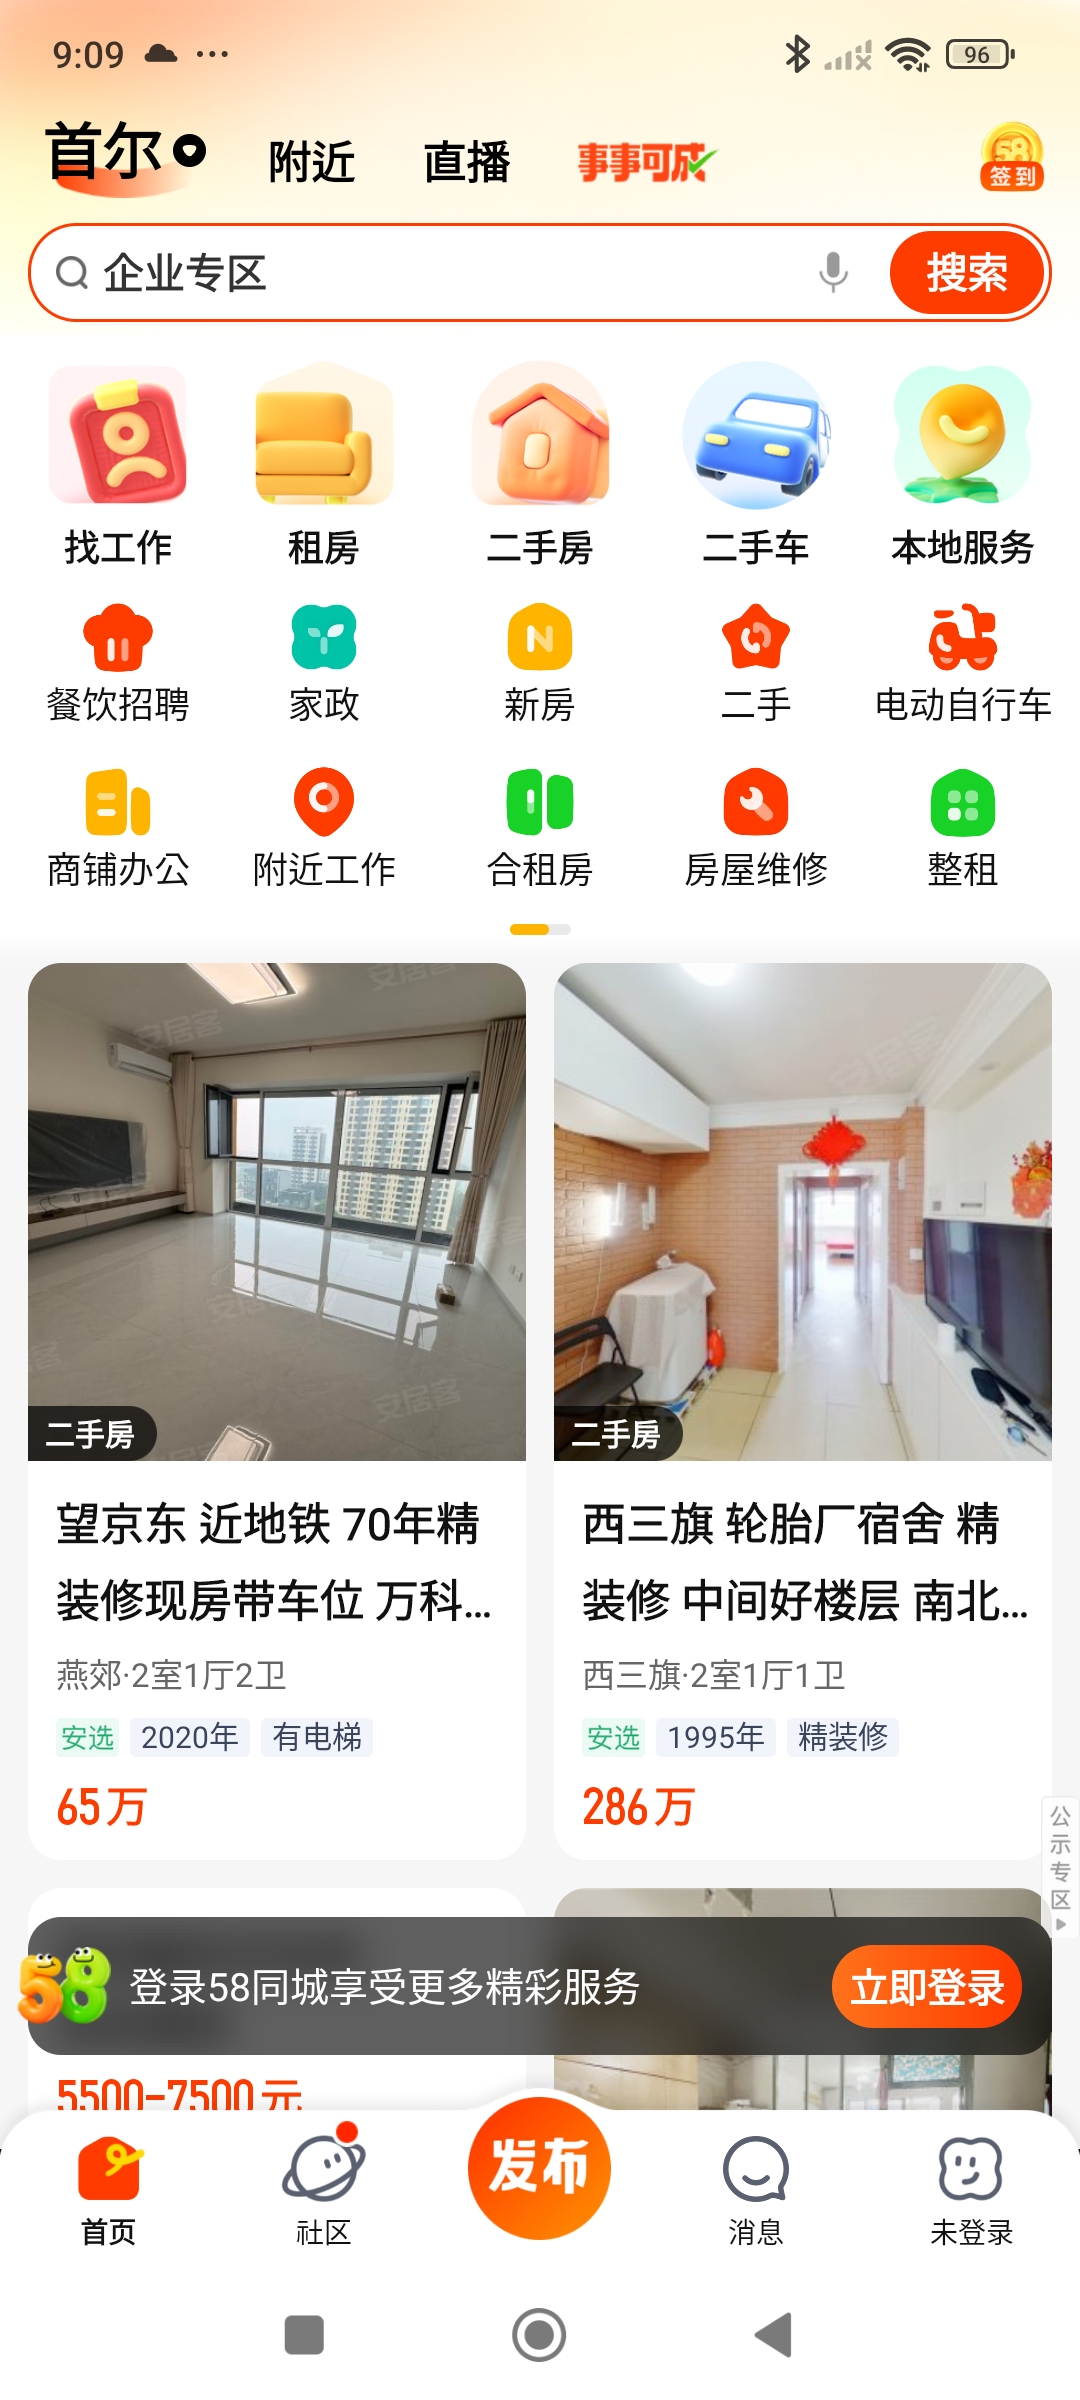 9:09
96
首尔
附近
直播
事事可成
58
签到
企业专区
搜索
找工作
租房
二手房
二手车
本地服务
餐饮招聘
家政
新房
二手
电动自行车
商铺办公
附近工作
合租房
房屋维修
整租
安居客
安居客
安居客
二手房
二手房
望京东 近地铁 70年精
装修现房带车位 万科...
燕郊·2室1厅2卫
安选 2020年 有电梯
65万
西三旗 轮胎厂宿舍 精
装修 中间好楼层 南北...
西三旗·2室1厅1卫
安选 1995年 精装修
286万
公示专区
58
登录58同城享受更多精彩服务
立即登录
5500-7500元
首页
社区
发布
消息
未登录